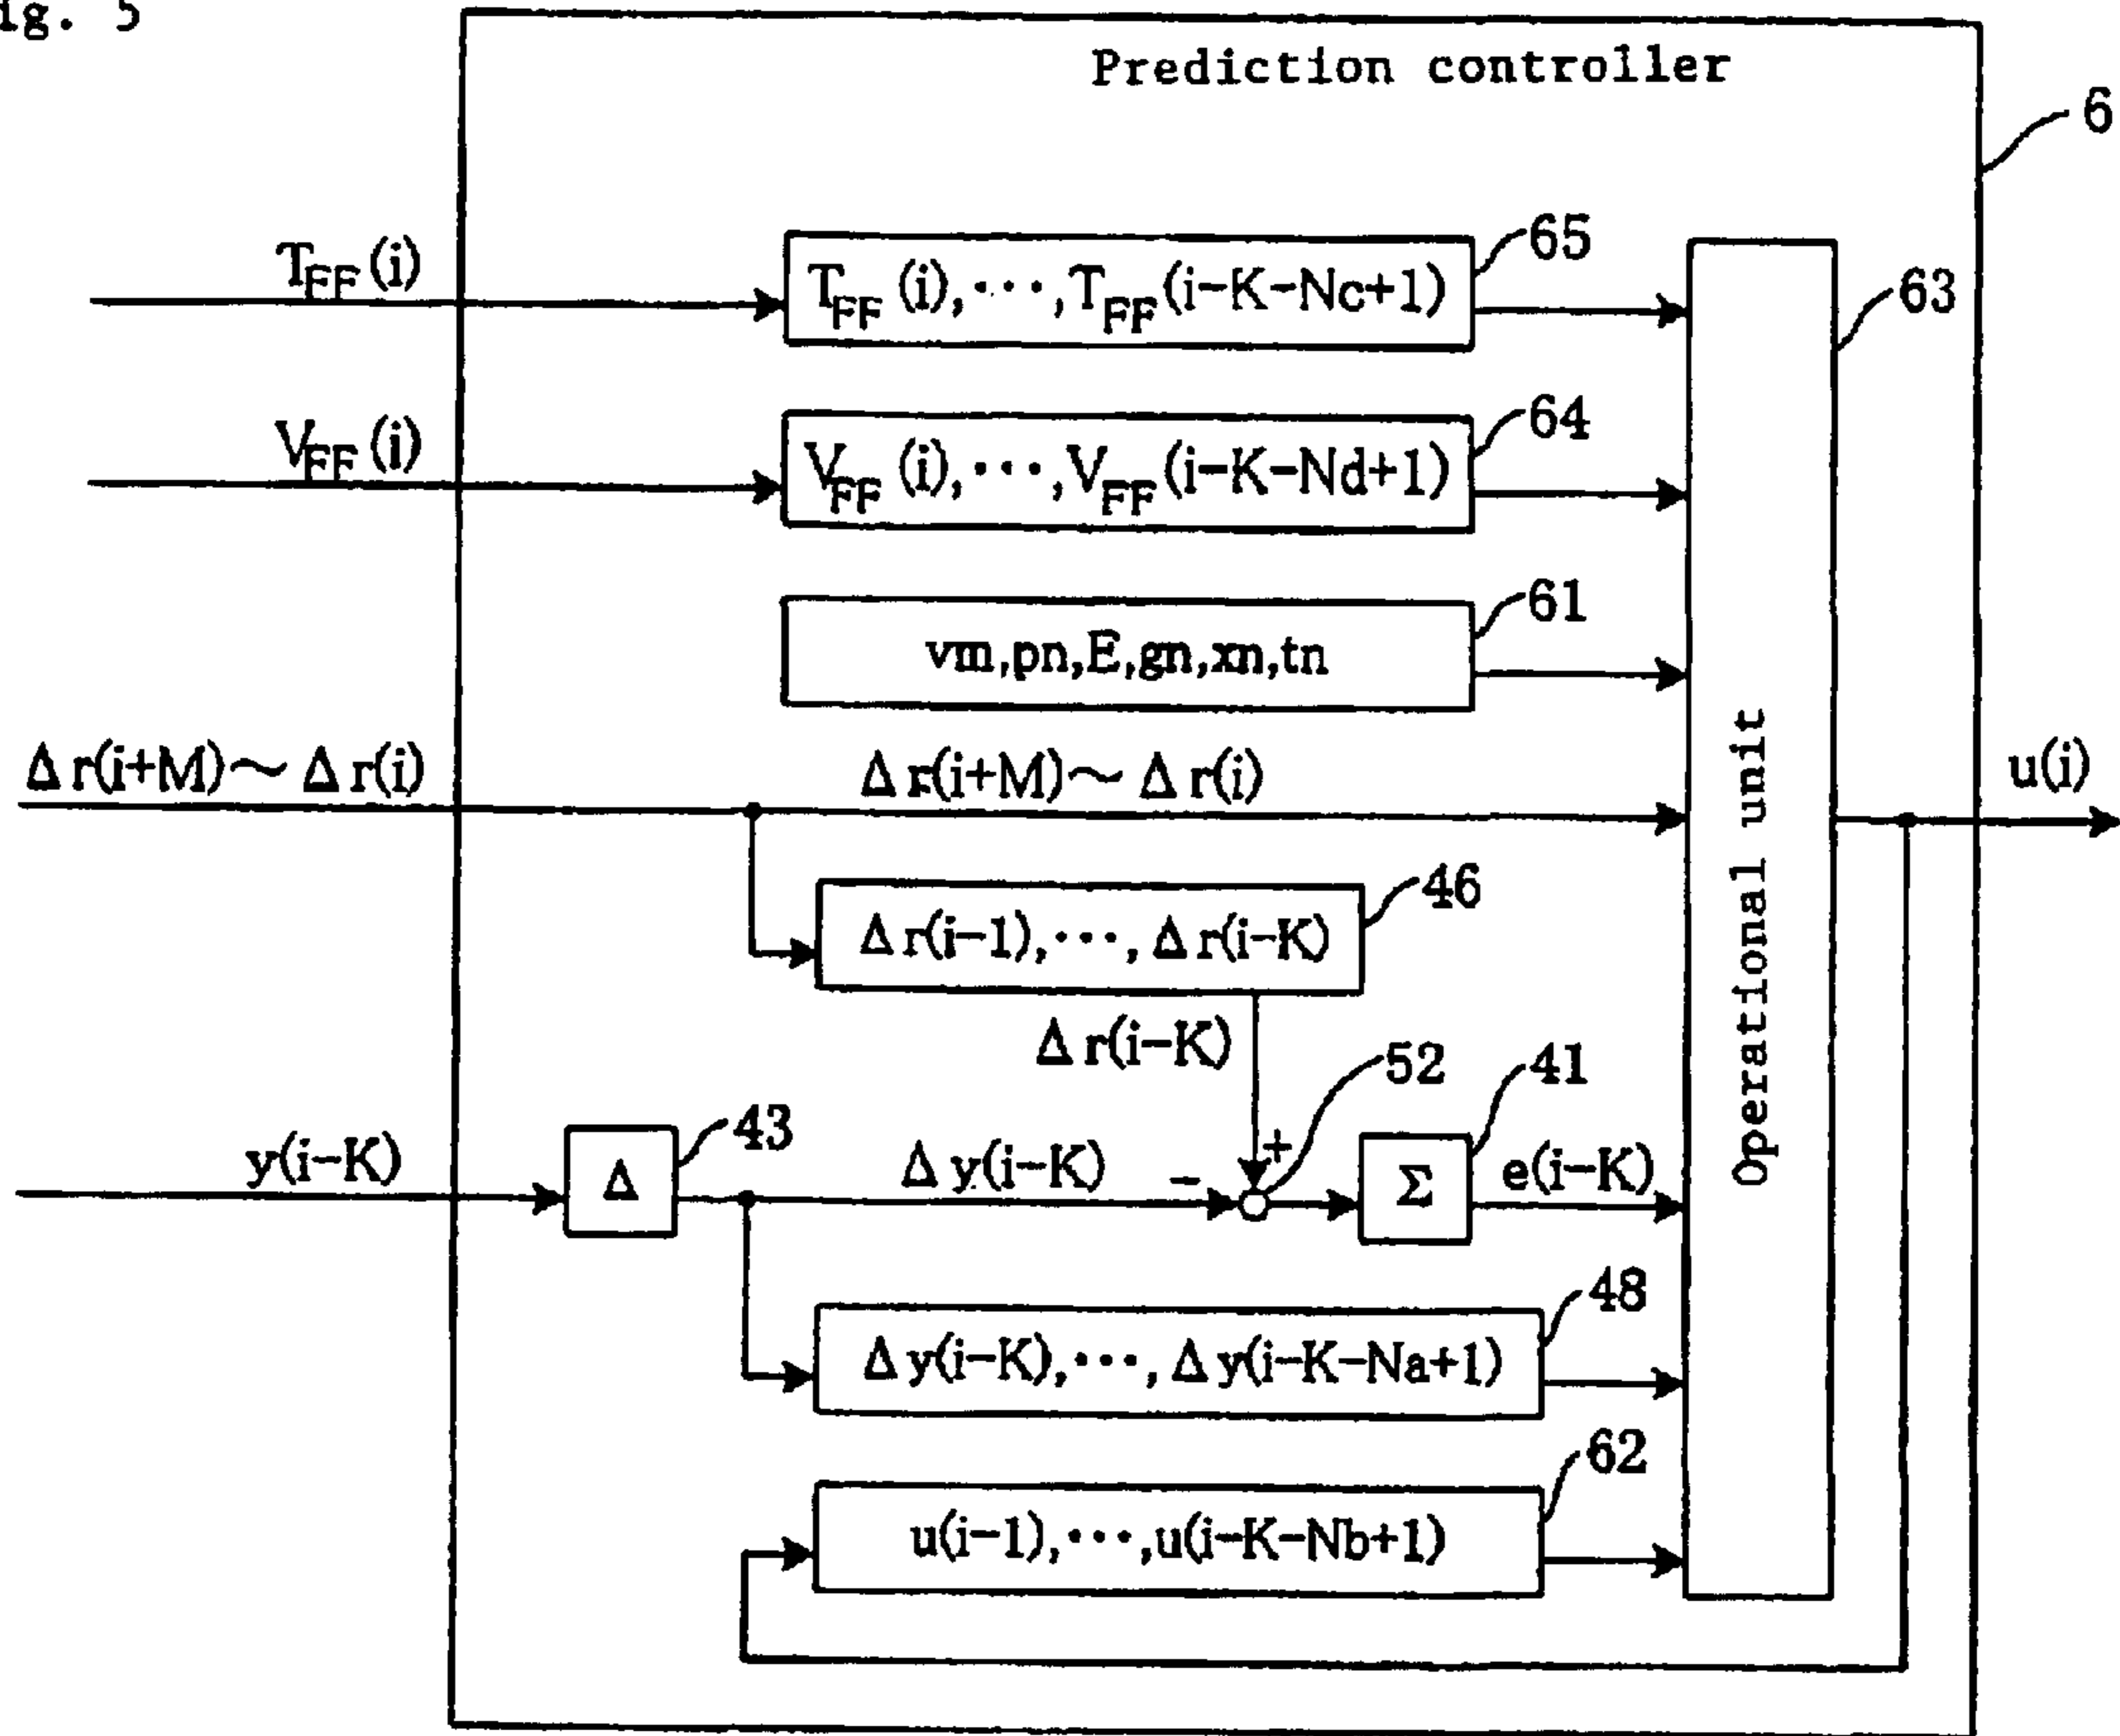 ig. 5
Prediction controller
6
T_FF(i)
T_FF(i),···,T_FF(i-K-Nc+1)
65
63
V_FF(i)
V_FF(i),···,V_FF(i-K-Nd+1)
64
vm,pn,E,gn,xn,tn
61
Δr(i+M)～Δr(i)
Δr(i+M)～Δr(i)
Operational unit
u(i)
Δr(i-1),···,Δr(i-K)
46
Δr(i-K)
52
41
43
y(i-K)
Δ
Δy(i-K)
-
+
Σ
e(i-K)
Δy(i-K),···,Δy(i-K-Na+1)
48
u(i-1),···,u(i-K-Nb+1)
62